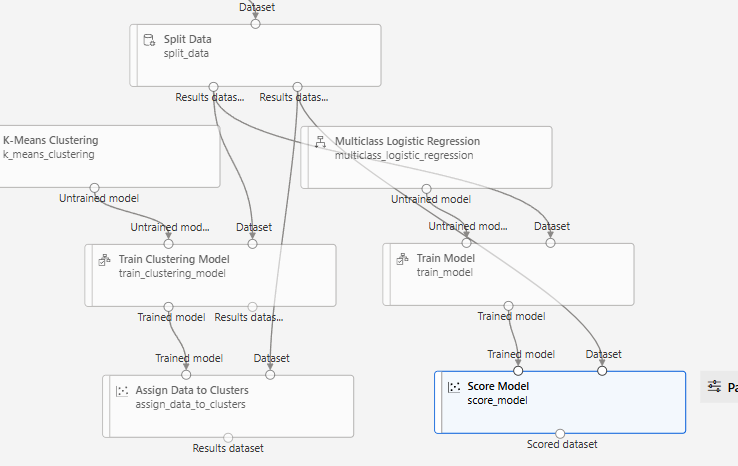 Dataset
Split Data
split_data
Results datas...
Results datas...
K-Means Clustering
k_means_clustering
Multiclass Logistic Regression
multiclass_logistic_regression
Untrained model
Untrained model
Untrained mod...
Dataset
Untrained mod...
Dataset
Train Clustering Model
train_clustering_model
Train Model
train_model
Trained model
Results datas...
Trained model
Trained model
Dataset
Trained model
Dataset
Assign Data to Clusters
assign_data_to_clusters
Score Model
score_model
Pa
Results dataset
Scored dataset